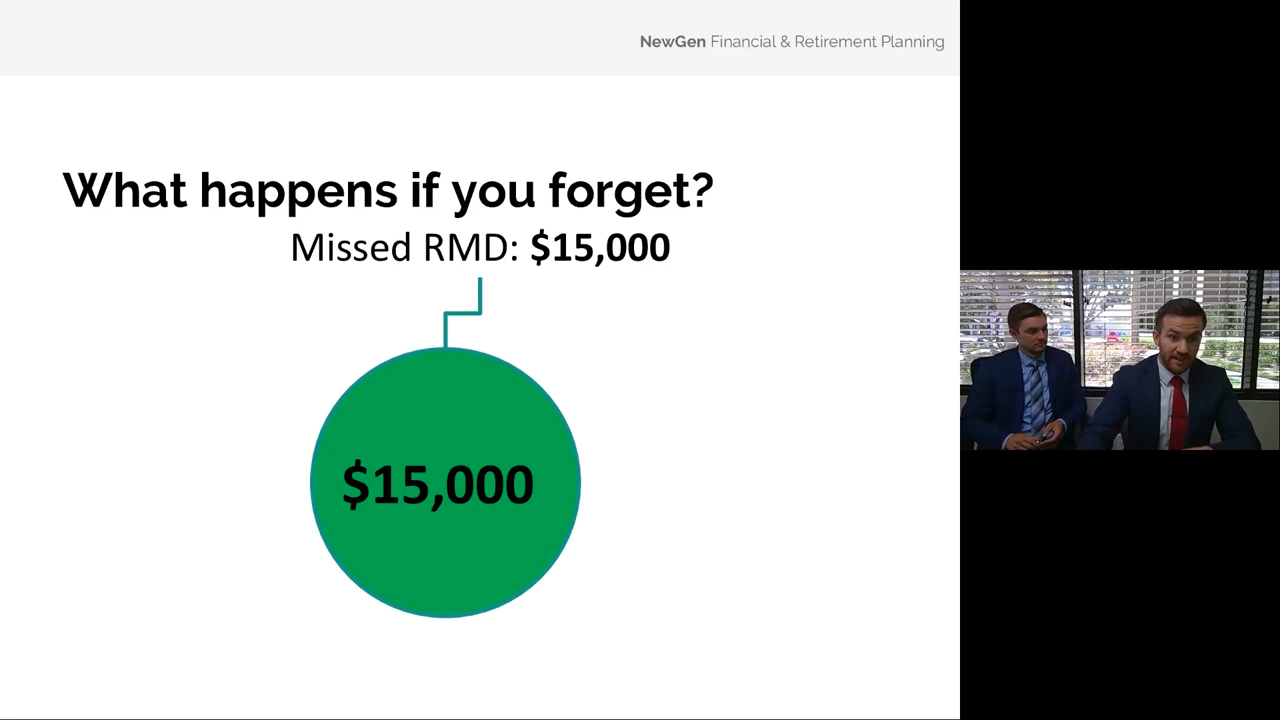 NewGen Financial & Retirement Planning
What happens if you forget?
Missed RMD: $15,000
$15,000